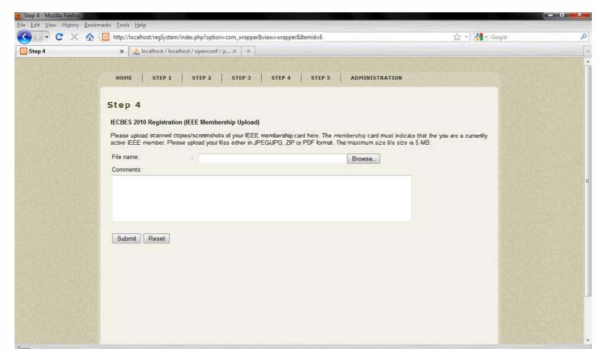 Step 4 - Mozilla Firefox
File Edit View History Bookmarks Tools Help
http://localhost/regSystem/index.php?option=com_wrapper&view=wrapper&Itemid=6
Google
Step 4
localhost / localhost / openconf / p...
HOME STEP 1 STEP 2 STEP 3 STEP 4 STEP 5 ADMINISTRATION
Step 4
IECBES 2010 Registration (IEEE Membership Upload)
Please upload scanned copies/screenshots of your IEEE membership card here. The membership card must indicate that the you are a currently
active IEEE member. Please upload your files either in JPEG/JPG, ZIP or PDF format. The maximum size file size is 5 MB.
File name : Browse...
Comments:
Submit Reset
Done